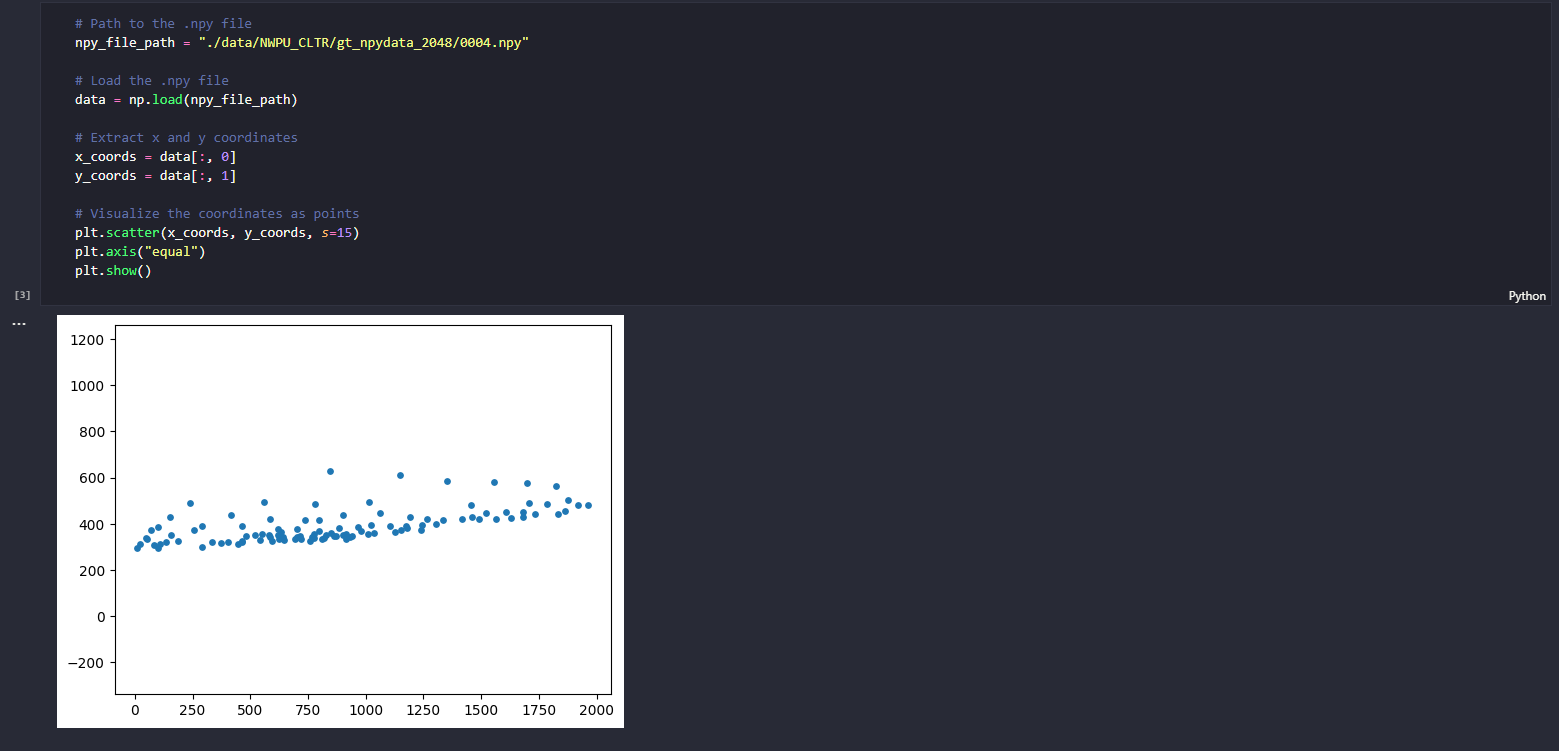 # Path to the .npy file
npy_file_path = "./data/NWPU_CLTR/gt_npydata_2048/0004.npy"
# Load the .npy file
data = np.load(npy_file_path)
# Extract x and y coordinates
x_coords = data[:, 0]
y_coords = data[:, 1]
# Visualize the coordinates as points
plt.scatter(x_coords, y_coords, s=15)
plt.axis("equal")
plt.show()
[3]
Python
...
1200
1000
800
600
400
200
0
−200
0 250 500 750 1000 1250 1500 1750 2000